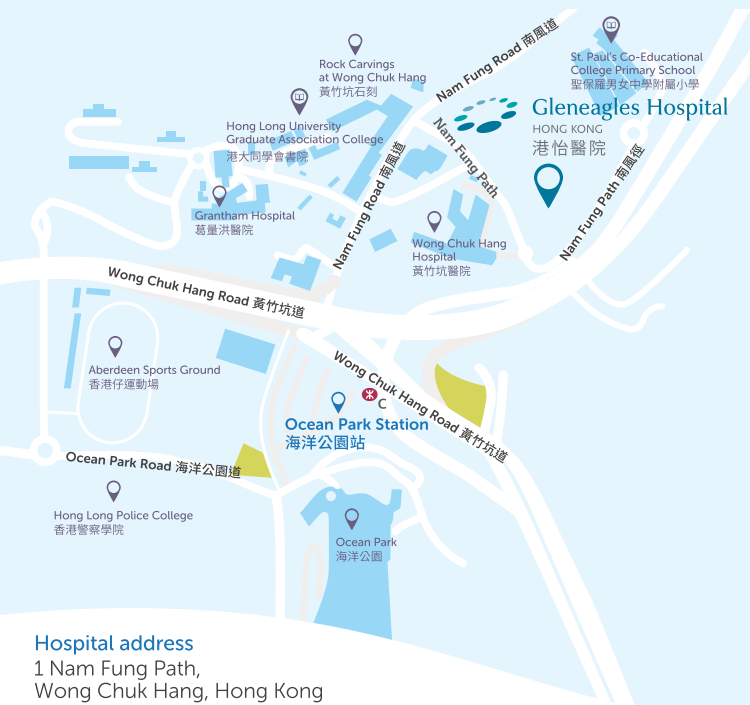 Nam Fung Road 南風道
Rock Carvings
at Wong Chuk Hang
黃竹坑石刻
St. Paul's Co-Educational
College Primary School
聖保羅男女中學附屬小學
Gleneagles Hospital
HONG KONG
港怡醫院
Hong Long University
Graduate Association College
港大同學會書院
Nam Fung Path
Nam Fung Road 南風道
Nam Fung Path 南風徑
Grantham Hospital
葛量洪醫院
Wong Chuk Hang
Hospital
黃竹坑醫院
Wong Chuk Hang Road 黃竹坑道
Aberdeen Sports Ground
香港仔運動場
Wong Chuk Hang Road 黃竹坑道
C
Ocean Park Station
海洋公園站
Ocean Park Road 海洋公園道
Hong Long Police College
香港警察學院
Ocean Park
海洋公園
Hospital address
1 Nam Fung Path,
Wong Chuk Hang, Hong Kong